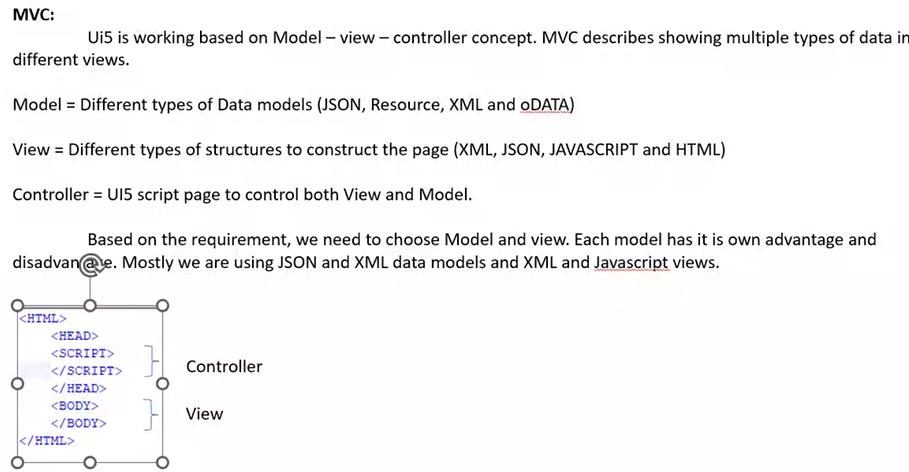 MVC:
Ui5 is working based on Model – view – controller concept. MVC describes showing multiple types of data in
different views.
Model = Different types of Data models (JSON, Resource, XML and oDATA)
View = Different types of structures to construct the page (XML, JSON, JAVASCRIPT and HTML)
Controller = UI5 script page to control both View and Model.
Based on the requirement, we need to choose Model and view. Each model has it is own advantage and
Mostly we are using JSON and XML data models and XML and Javascript views.
<HTML>
<HEAD>
<SCRIPT>
</SCRIPT>
Controller
</HEAD>
<BODY>
View
</BODY>
</HTML>